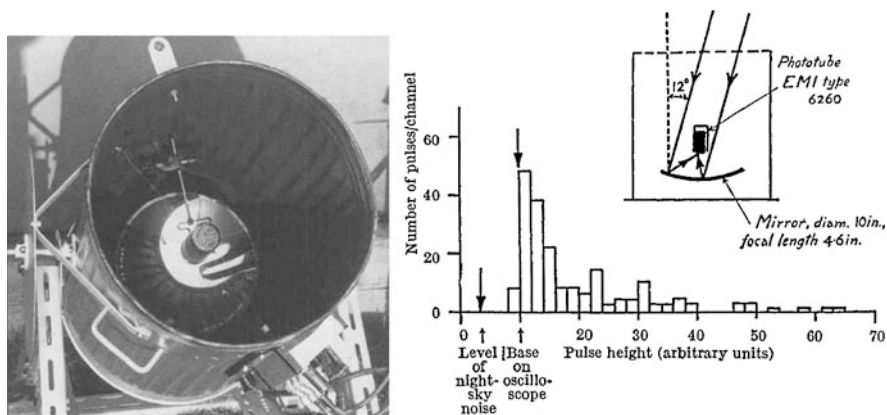 Phototube
EMI type
6260
12°
Mirror, diam. 10in.,
focal length 4·6in.
Number of pulses/channel
60
40
20
0
0
20
30
40
50
60
70
Level
of
night-
sky
noise
Base
on
oscillo-
scope
Pulse height (arbitrary units)